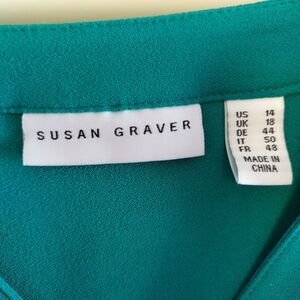 SUSAN GRAVER
US 14
UK 18
DE 44
IT 50
FR 48
MADE IN
CHINA